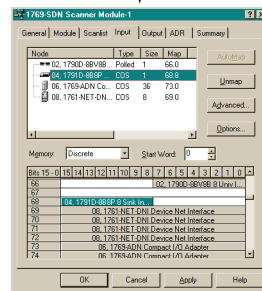 1769-SDN Scanner Module-1
General Module Scanlist Input Output ADR Summary
Node Type Size Map
02, 1790D-8BV8B... Polled 1 66.0
04, 1791D-8B8P ... COS 1 68.8
06, 1769-ADN Co... COS 36 73.0
08, 1761-NET-DN... COS 8 69.0
AutoMap
Unmap
Advanced...
Options...
Memory: Discrete Start Word: 0
Bits 15 - 0 15 14 13 12 11 10 9 8 7 6 5 4 3 2 1 0
66 02, 1790D-8BV8B 8 Univ I...
67
68 04, 1791D-8B8P 8 Sink In...
69 08, 1761-NET-DNI Device Net Interface
70 08, 1761-NET-DNI Device Net Interface
71 08, 1761-NET-DNI Device Net Interface
72 08, 1761-NET-DNI Device Net Interface
73 06, 1769-ADN Compact I/O Adapter
74 06, 1769-ADN Compact I/O Adapter
OK Cancel Apply Help